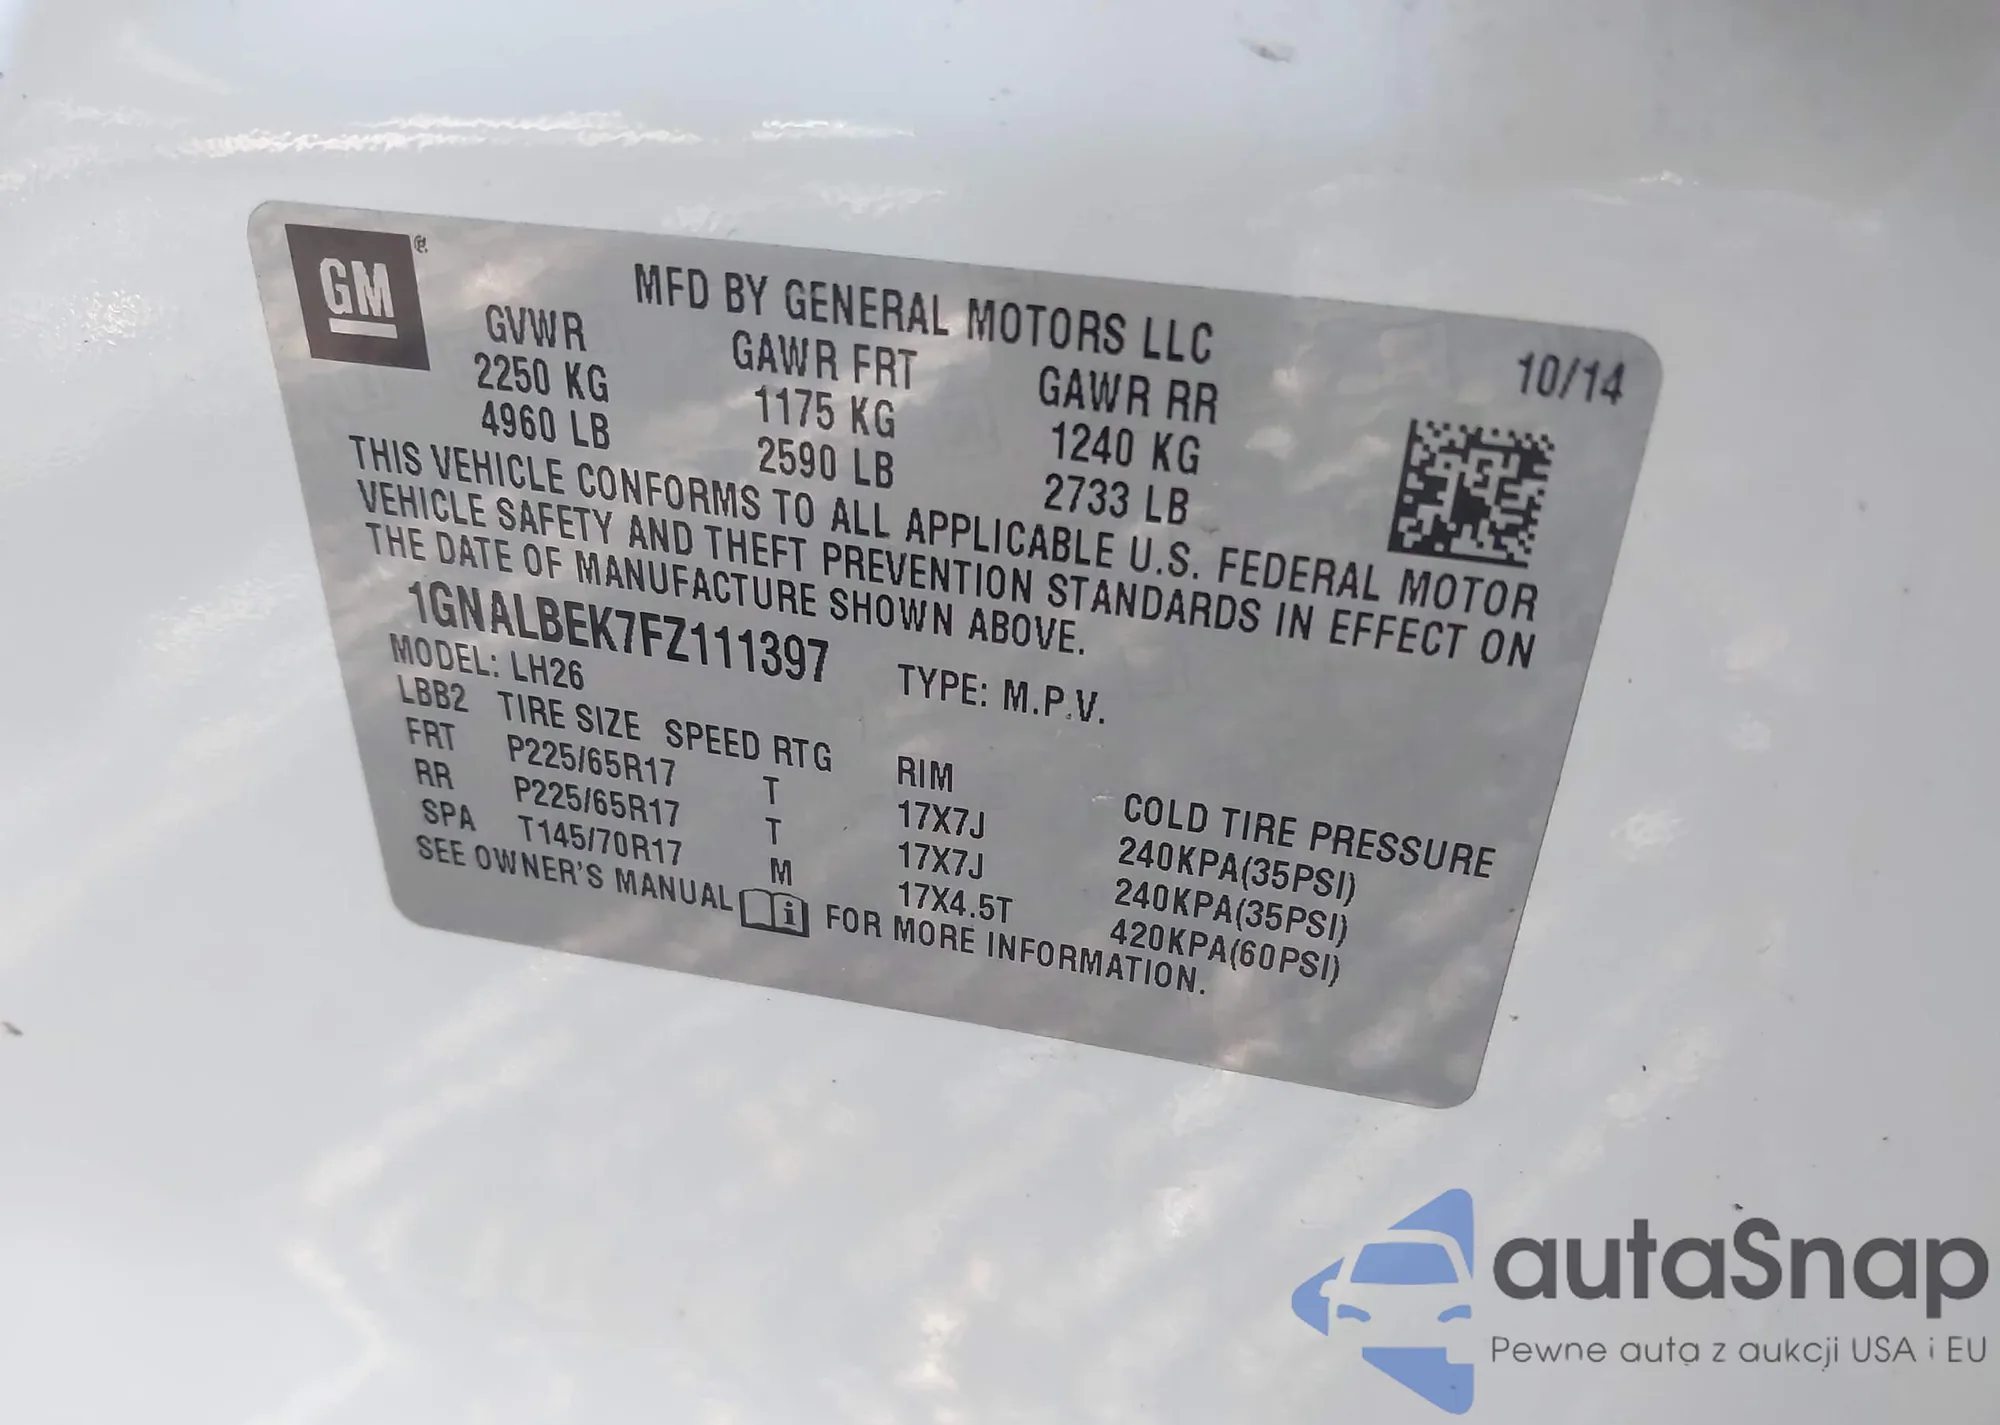 GM®
MFD BY GENERAL MOTORS LLC
10/14
GVWR GAWR FRT GAWR RR
2250 KG 1175 KG 1240 KG
4960 LB 2590 LB 2733 LB
THIS VEHICLE CONFORMS TO ALL APPLICABLE U.S. FEDERAL MOTOR
VEHICLE SAFETY AND THEFT PREVENTION STANDARDS IN EFFECT ON
THE DATE OF MANUFACTURE SHOWN ABOVE.
1GNALBEK7FZ111397 TYPE: M.P.V.
MODEL: LH26
LBB2 TIRE SIZE SPEED RTG RIM COLD TIRE PRESSURE
FRT P225/65R17 T 17X7J 240KPA(35PSI)
RR P225/65R17 T 17X7J 240KPA(35PSI)
SPA T145/70R17 M 17X4.5T 420KPA(60PSI)
SEE OWNER'S MANUAL i FOR MORE INFORMATION.
autaSnap
Pewne auta z aukcji USA i EU